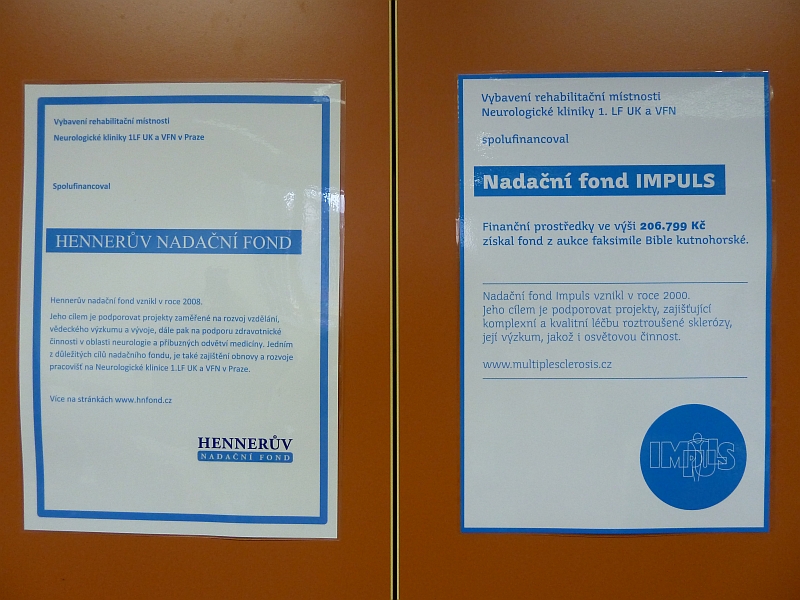 Vybavení rehabilitační místnosti
Neurologické kliniky 1LF UK a VFN v Praze
Spolufinancoval
HENNERŮV NADAČNÍ FOND
Hennerův nadační fond vznikl v roce 2008.
Jeho cílem je podporovat projekty zaměřené na rozvoj vzdělání,
vědeckého výzkumu a vývoje, dále pak na podporu zdravotnické
činnosti v oblasti neurologie a příbuzných odvětví medicíny. Jedním
z důležitých cílů nadačního fondu, je také zajištění obnovy a rozvoje
pracovišť na Neurologické klinice 1.LF UK a VFN v Praze.
Více na stránkách www.hnfond.cz
HENNERŮV
NADAČNÍ FOND
Vybavení rehabilitační místnosti
Neurologické kliniky 1. LF UK a VFN
spolufinancoval
Nadační fond IMPULS
Finanční prostředky ve výši 206.799 Kč
získal fond z aukce faksimile Bible kutnohorské.
Nadační fond Impuls vznikl v roce 2000.
Jeho cílem je podporovat projekty, zajišťující
komplexní a kvalitní léčbu roztroušené sklerózy,
její výzkum, jakož i osvětovou činnost.
www.multiplesclerosis.cz
IMPULS